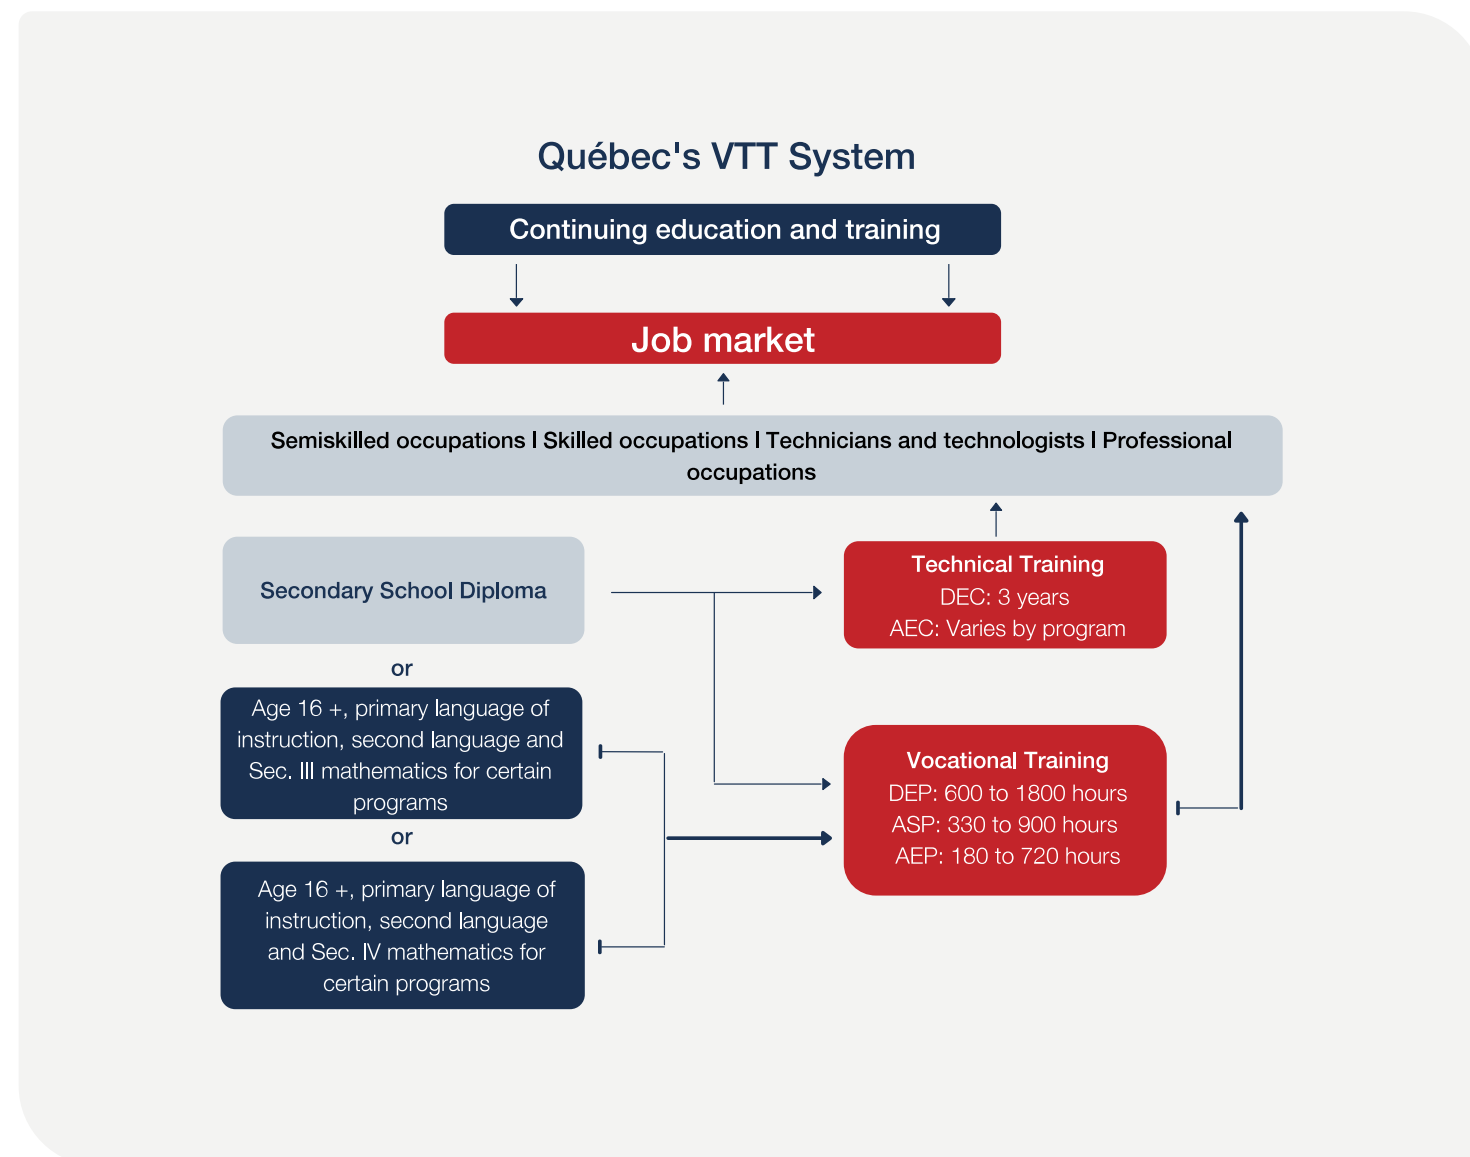 Québec's VTT System
Continuing education and training
Job market
Semiskilled occupations | Skilled occupations | Technicians and technologists | Professional
occupations
Secondary School Diploma
or
Age 16 +, primary language of
instruction, second language and
Sec. III mathematics for certain
programs
or
Age 16 +, primary language of
instruction, second language
and Sec. IV mathematics for
certain programs
Technical Training
DEC: 3 years
AEC: Varies by program
Vocational Training
DEP: 600 to 1800 hours
ASP: 330 to 900 hours
AEP: 180 to 720 hours